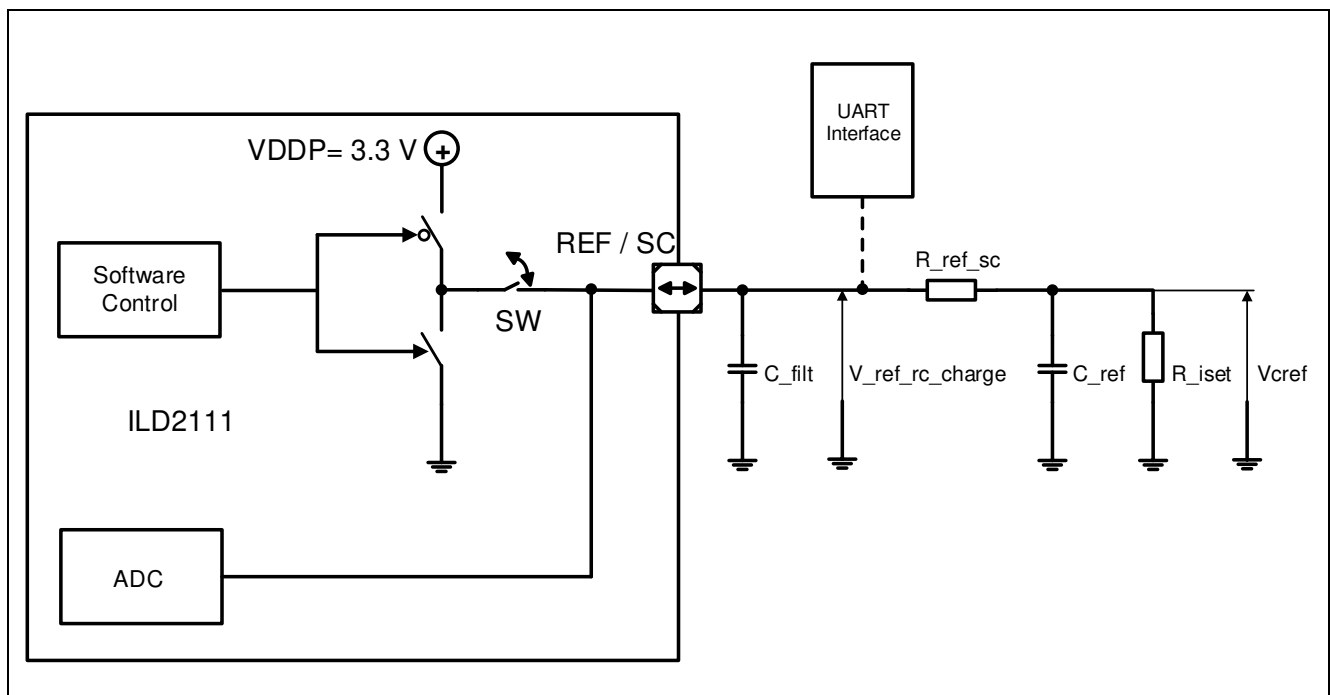 UART
Interface
VDDP= 3.3 V
+
REF / SC
R_ref_sc
Software
Control
SW
C_filt
V_ref_rc_charge
C_ref
R_iset
Vcref
ILD2111
ADC